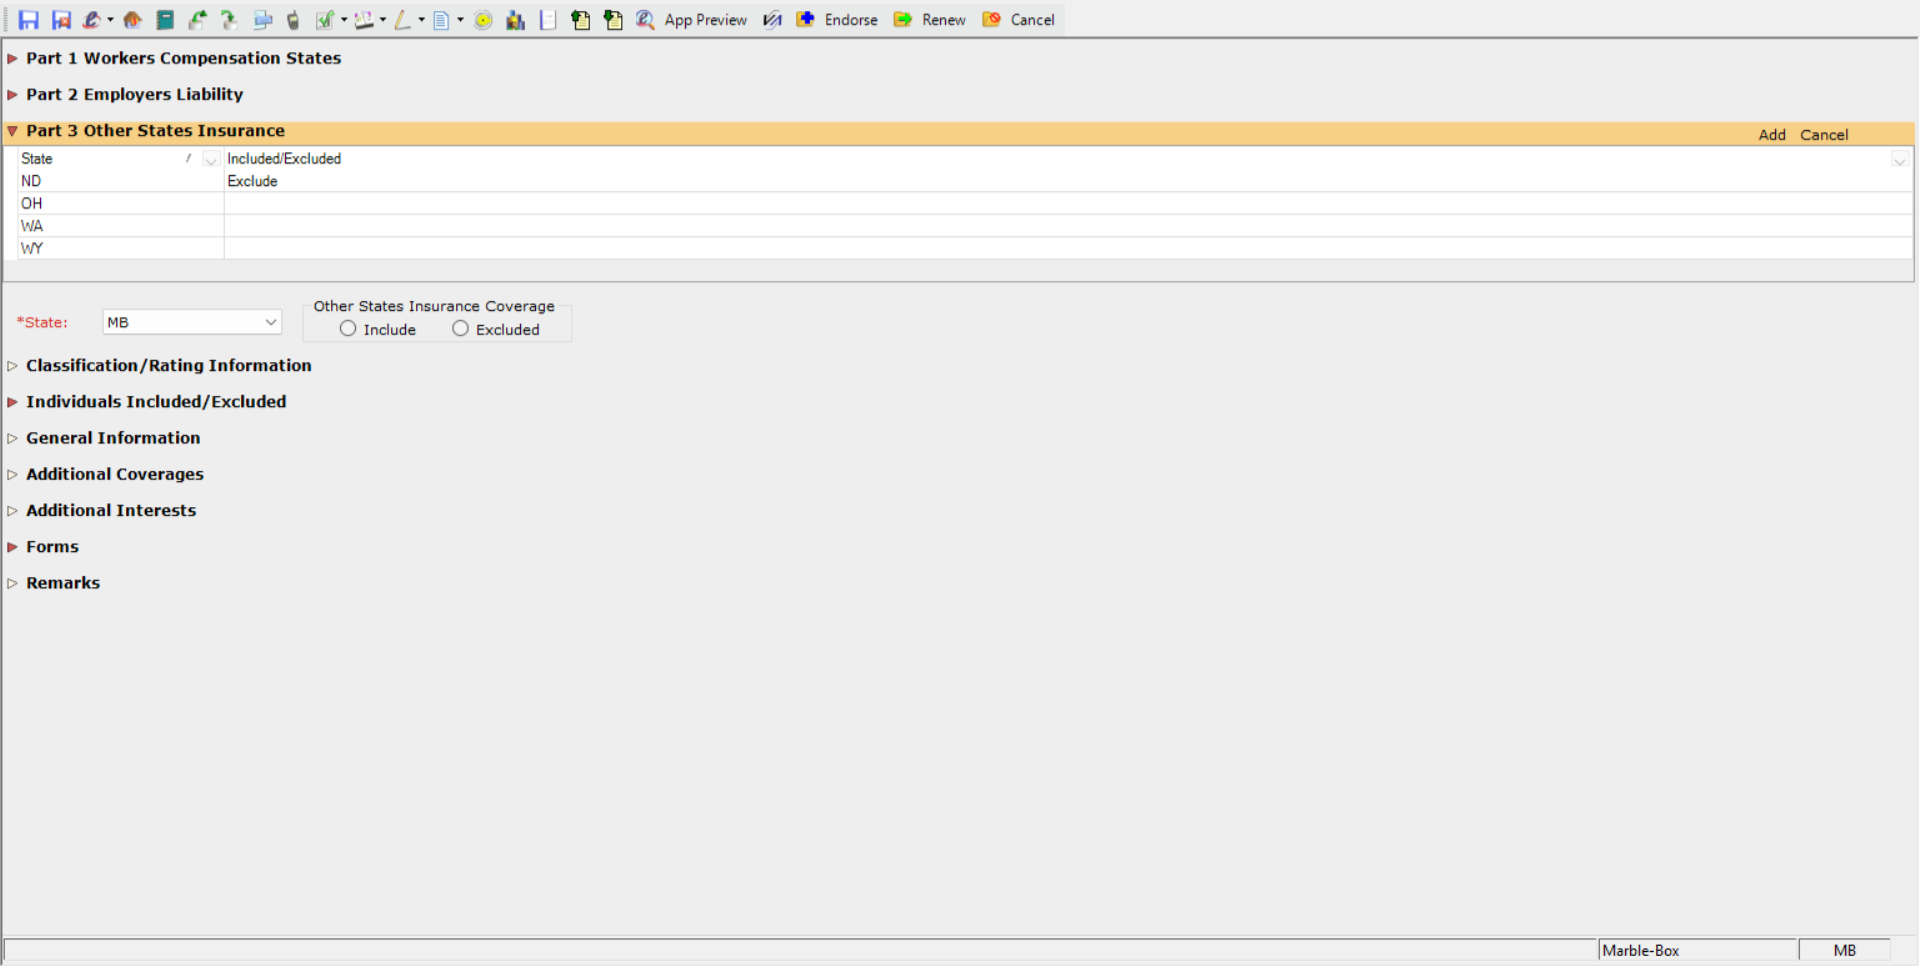 App Preview Endorse Renew Cancel
Part 1 Workers Compensation States
Part 2 Employers Liability
Part 3 Other States Insurance Add Cancel
State / Included/Excluded
ND Exclude
OH
WA
WY
Other States Insurance Coverage
*State: MB Include Excluded
Classification/Rating Information
Individuals Included/Excluded
General Information
Additional Coverages
Additional Interests
Forms
Remarks
Marble-Box MB